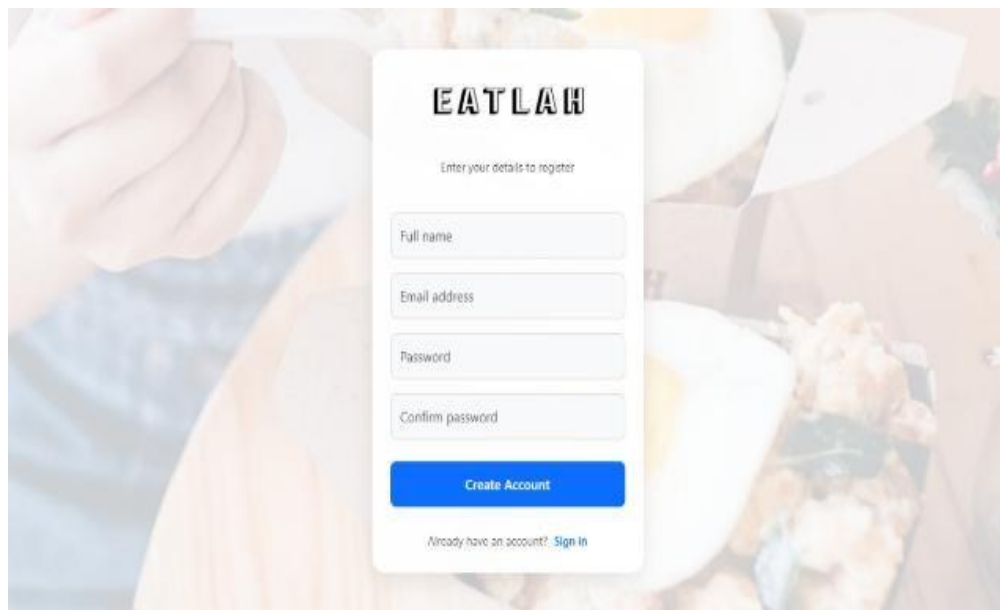 EATLAH
Enter your details to register
Full name
Email address
Password
Confirm password
Create Account
Already have an account? Sign in